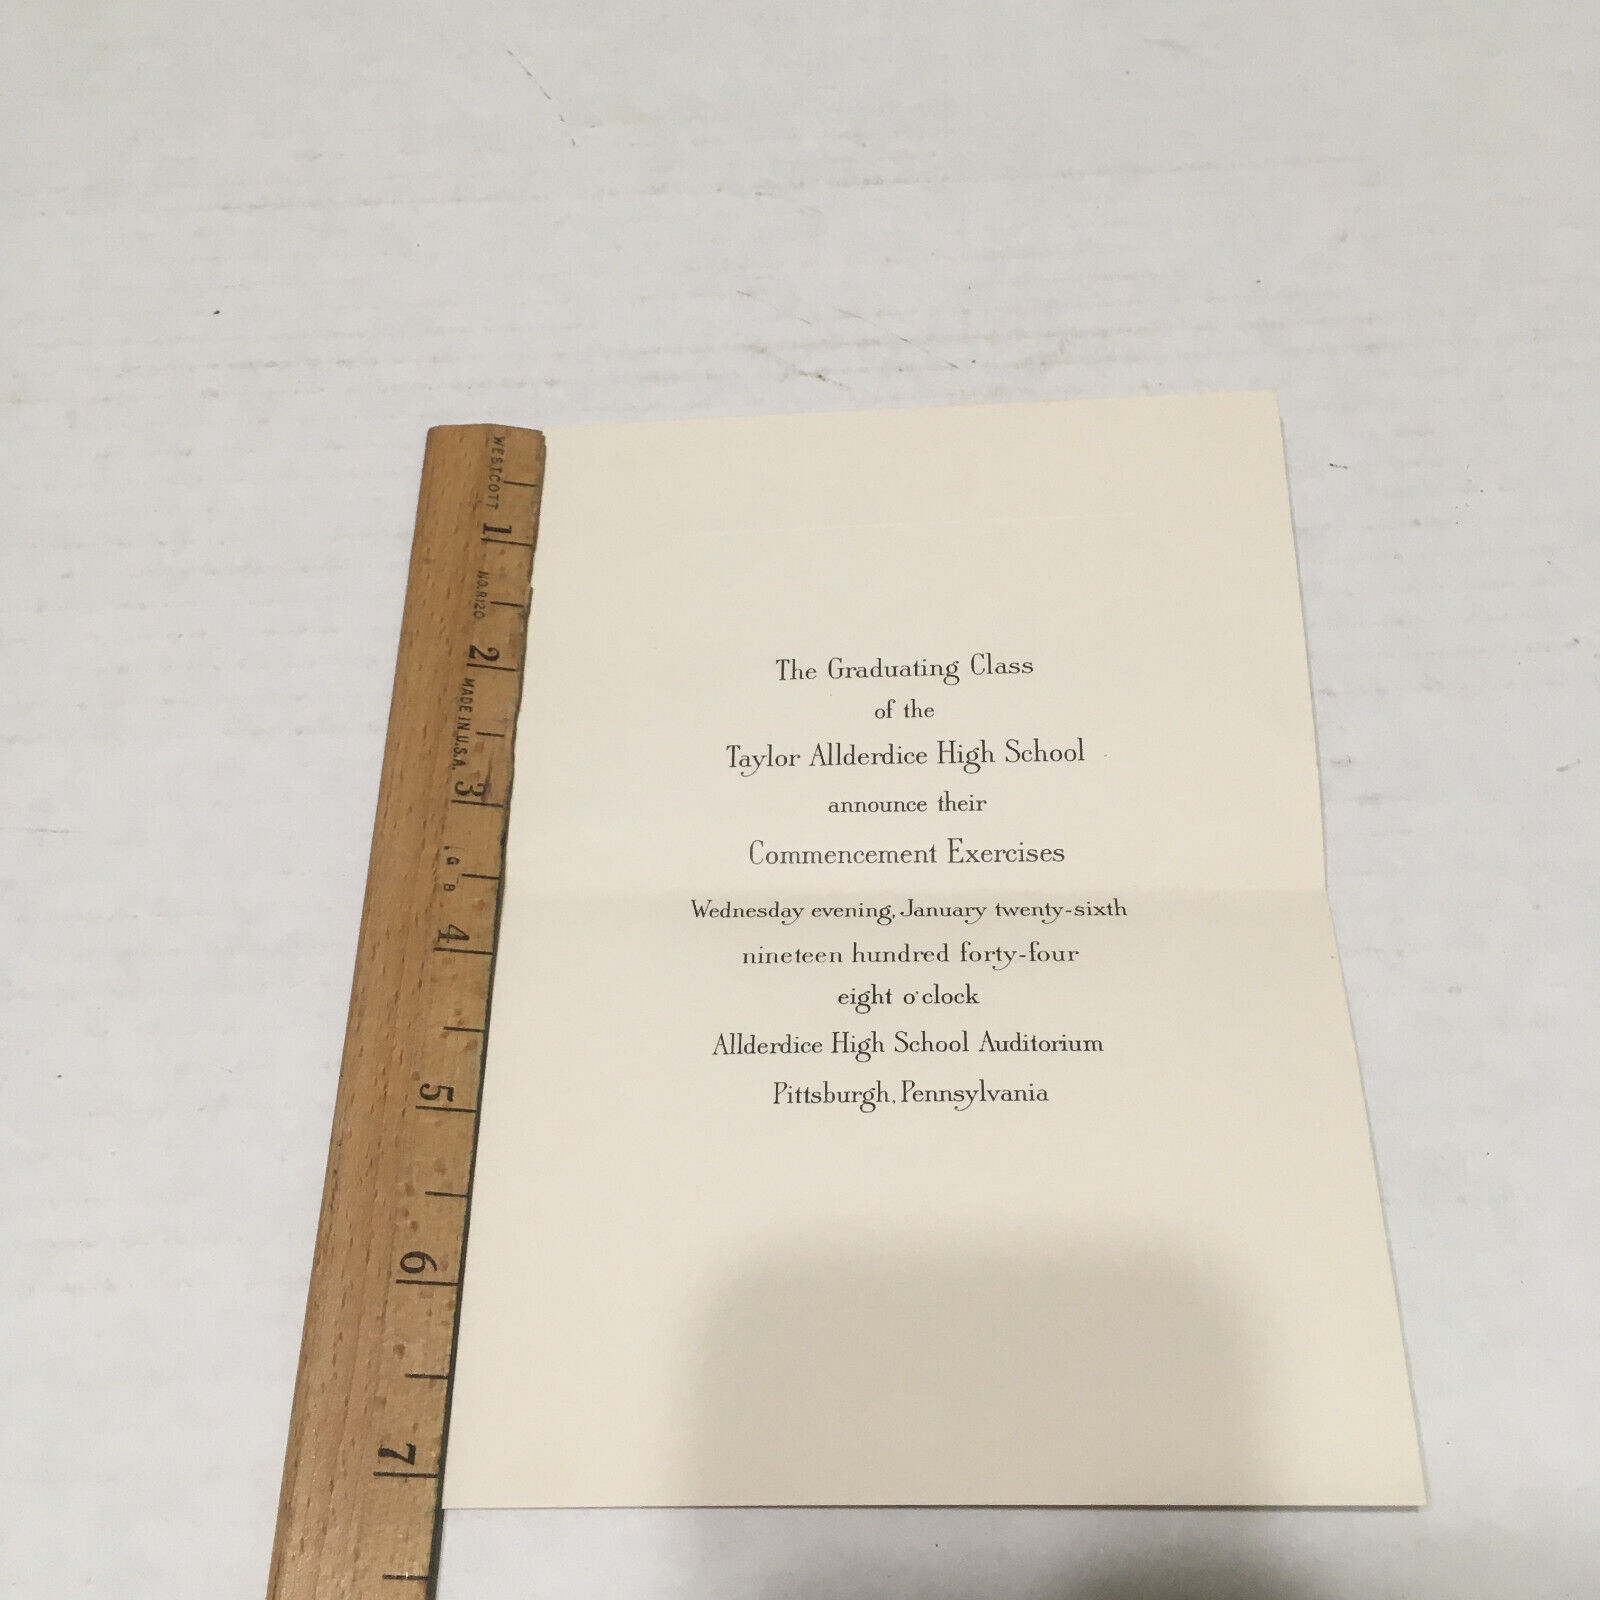 The Graduating Class
of the
Taylor Allderdice High School
announce their
Commencement Exercises
Wednesday evening, January twenty-sixth
nineteen hundred forty-four
eight o'clock
Allderdice High School Auditorium
Pittsburgh, Pennsylvania
WESTCOTT
NO.R120
MADE IN U.S.A.
G
B
1
2
3
4
5
6
7